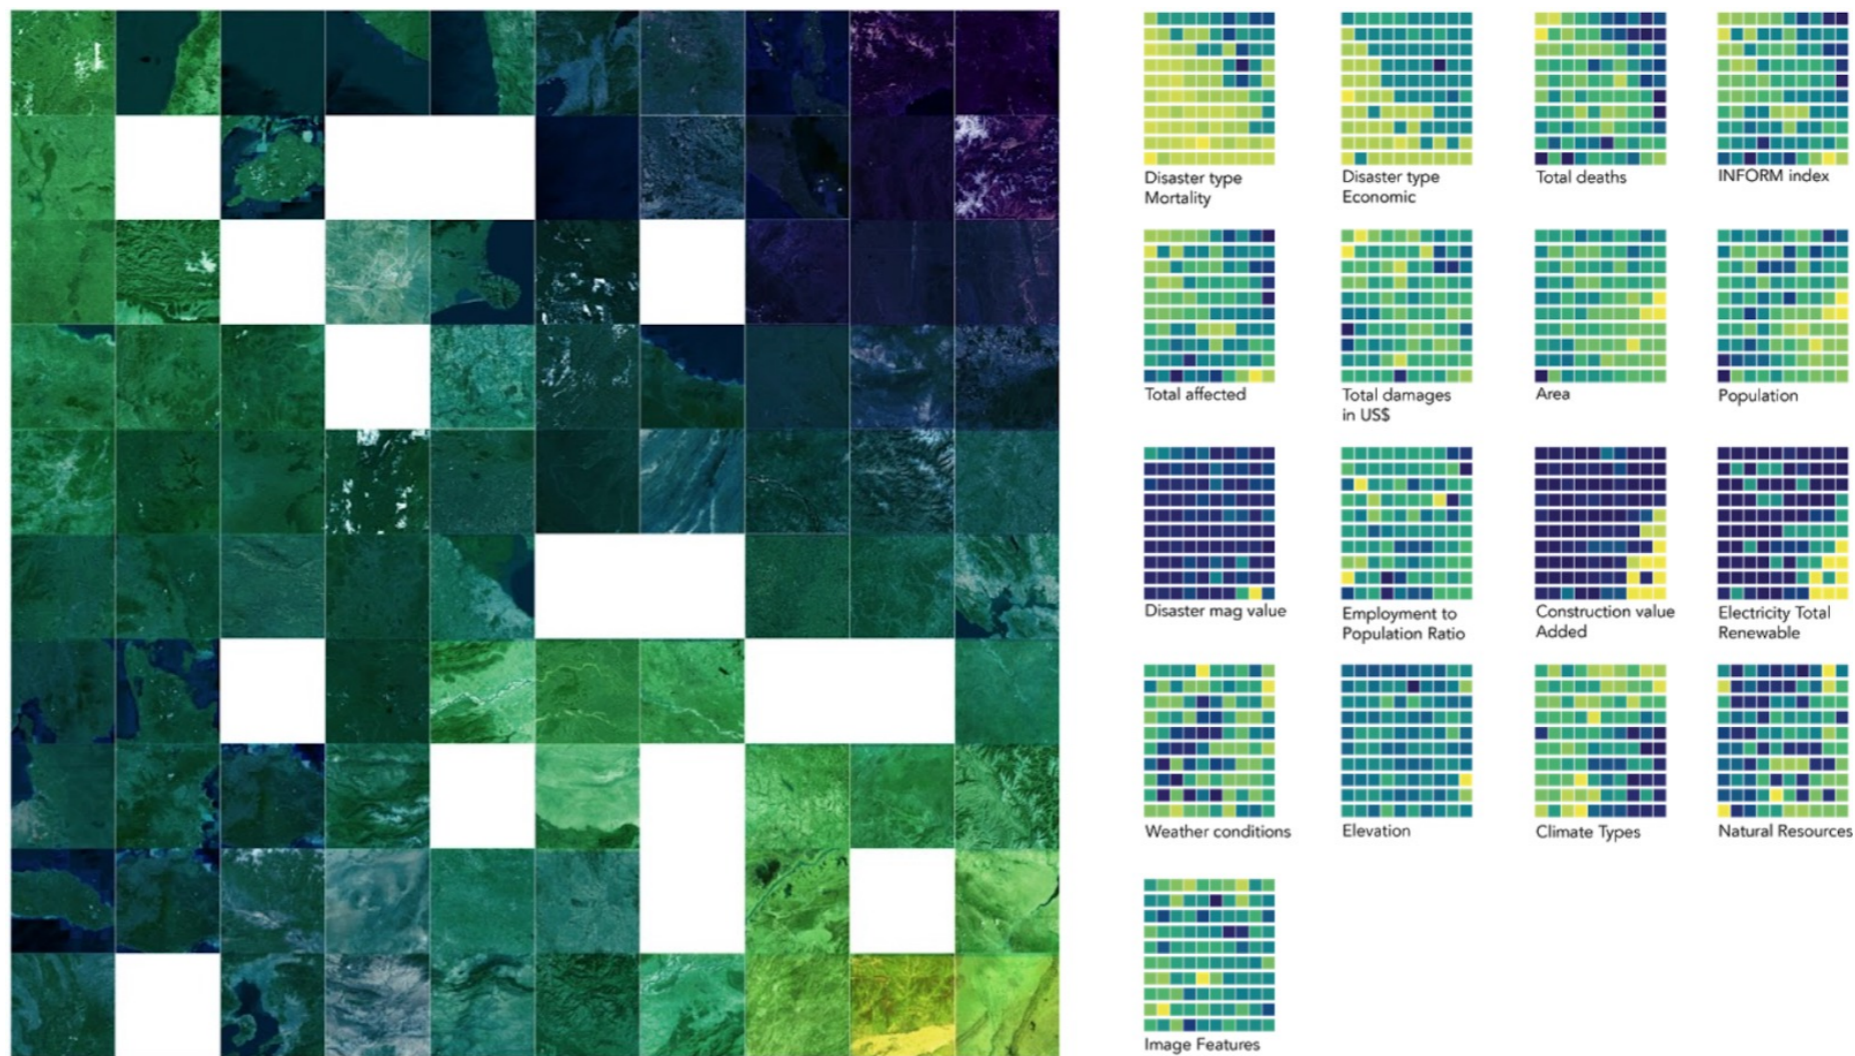 Disaster type
Mortality
Disaster type
Economic
Total deaths
INFORM index
Total affected
Total damages
in US$
Area
Population
Disaster mag value
Employment to
Population Ratio
Construction value
Added
Electricity Total
Renewable
Weather conditions
Elevation
Climate Types
Natural Resources
Image Features